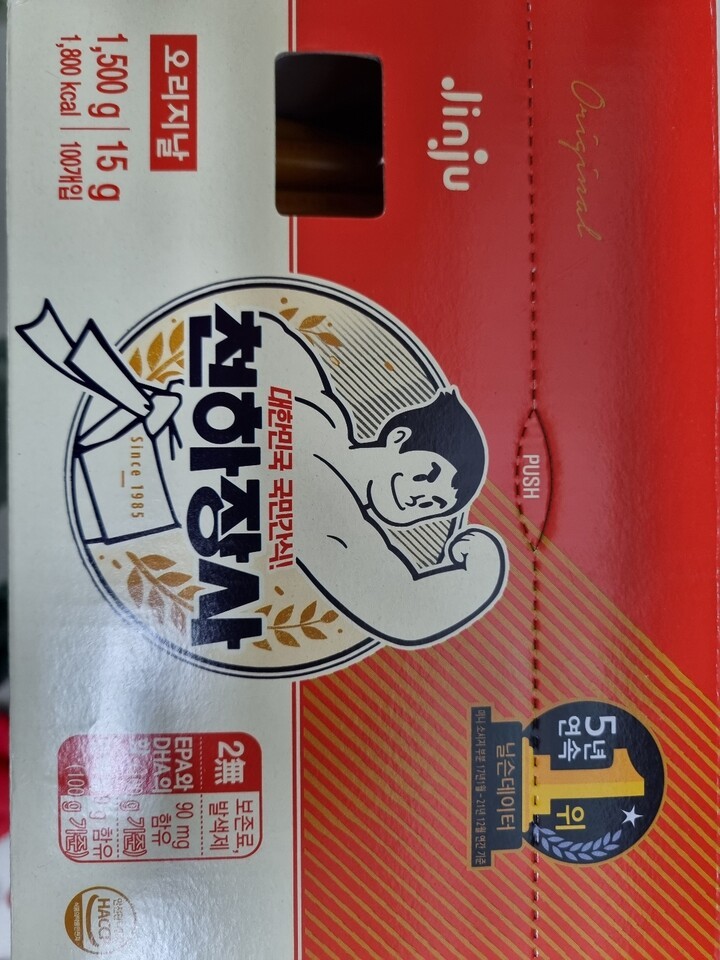 Original
Jinju
PUSH
오리지날
1,500 g | 15 g
1,800 kcal | 100개입
대한민국 국민간식!
천하장사
Since 1985
5년
연속
1위
닐슨데이터
2無
보존료,
발색제
EPA와
DHA의
90 mg
함유
함유
(100 g 기준)
HACCP